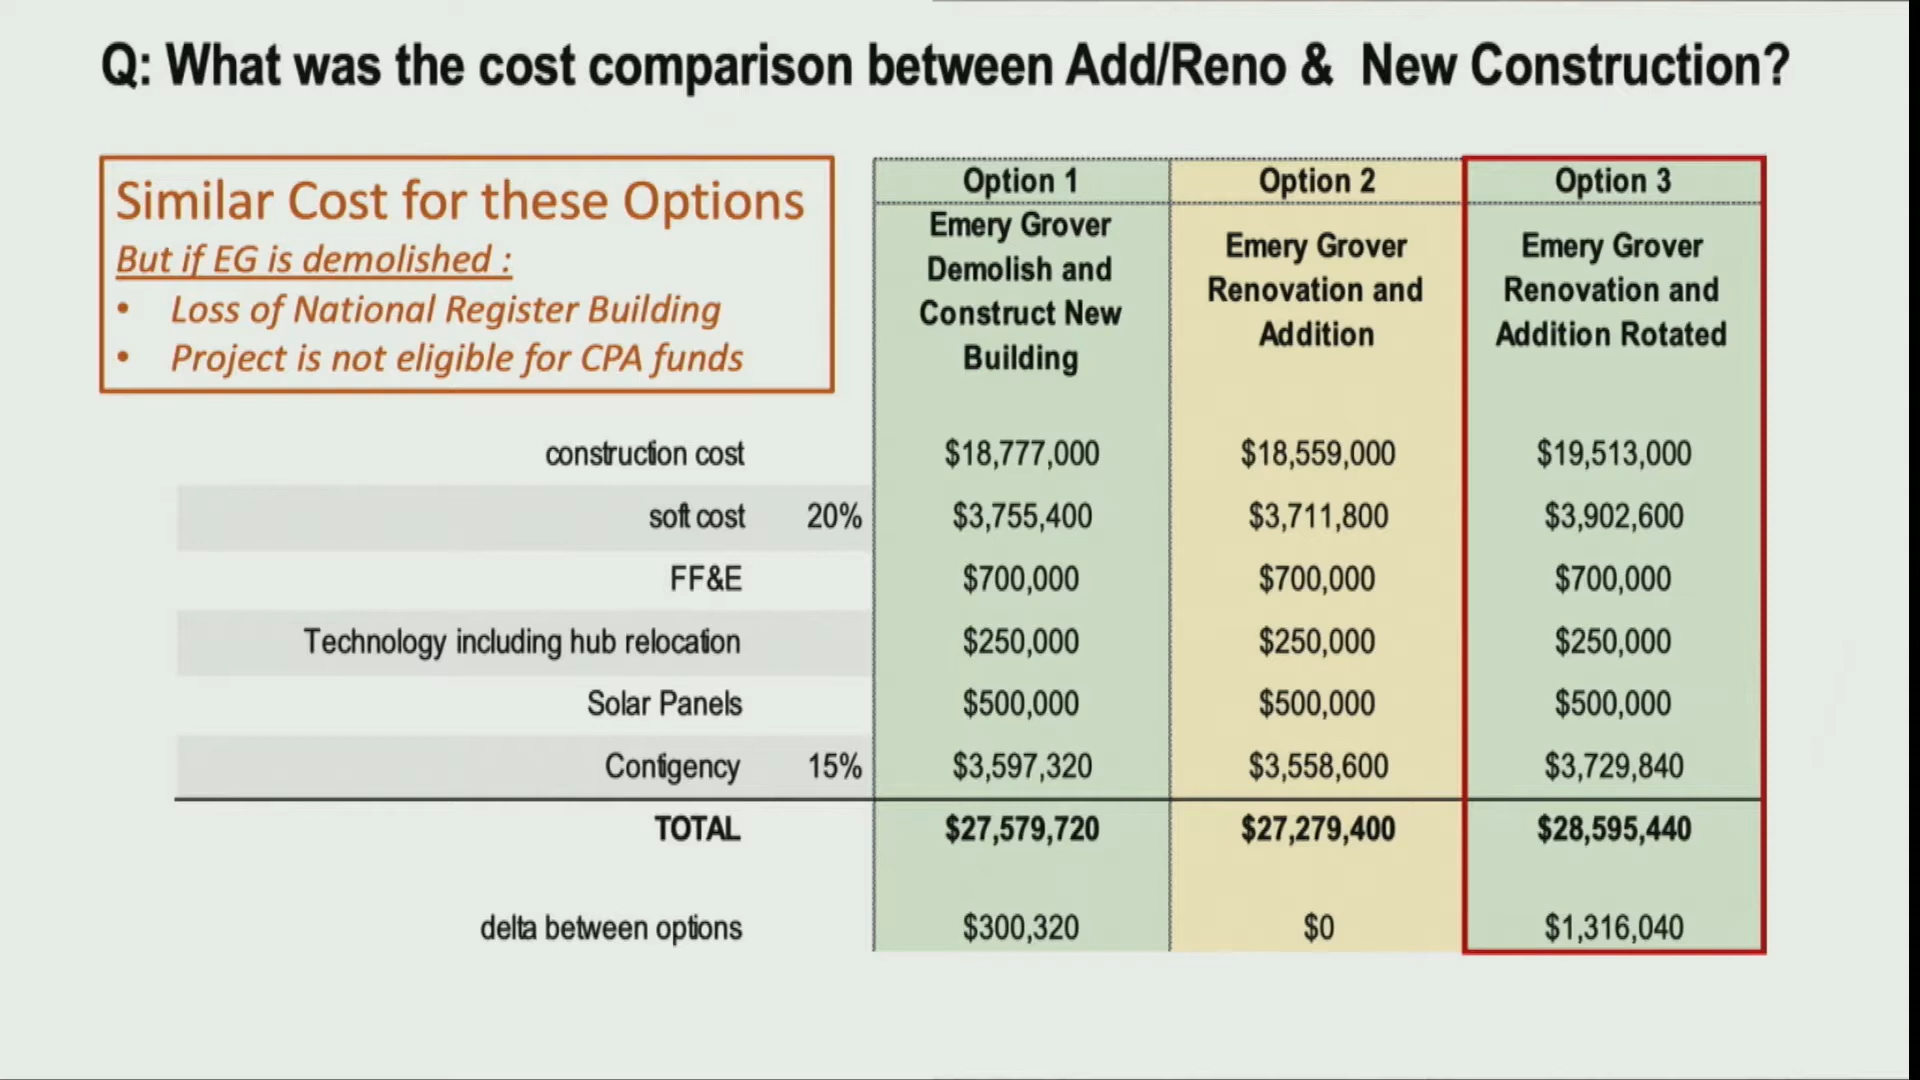 Q: What was the cost comparison between Add/Reno & New Construction?
Similar Cost for these Options
But if EG is demolished :
• Loss of National Register Building
• Project is not eligible for CPA funds
Option 1 Option 2 Option 3
Emery Grover Demolish and Construct New Building
Emery Grover Renovation and Addition
Emery Grover Renovation and Addition Rotated
construction cost $18,777,000 $18,559,000 $19,513,000
soft cost 20% $3,755,400 $3,711,800 $3,902,600
FF&E $700,000 $700,000 $700,000
Technology including hub relocation $250,000 $250,000 $250,000
Solar Panels $500,000 $500,000 $500,000
Contigency 15% $3,597,320 $3,558,600 $3,729,840
TOTAL $27,579,720 $27,279,400 $28,595,440
delta between options $300,320 $0 $1,316,040